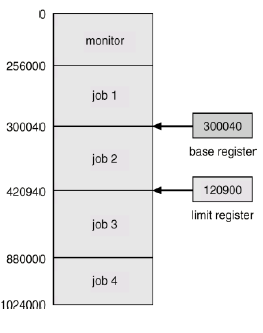 0
monitor
256000
job 1
300040
300040
base register
job 2
420940
120900
limit register
job 3
880000
job 4
1024000